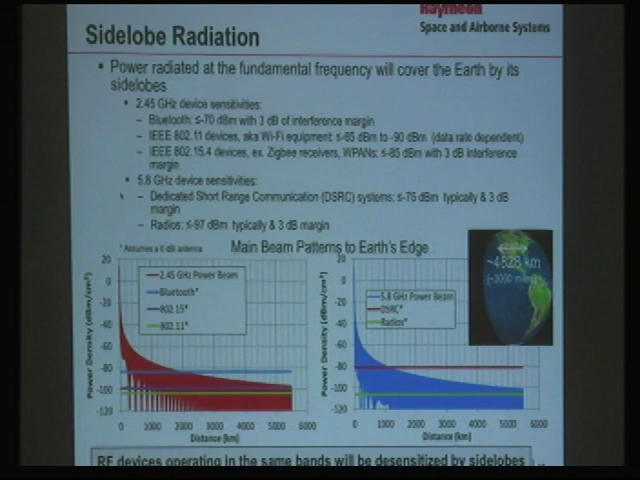 Raytheon
Space and Airborne Systems
Sidelobe Radiation
• Power radiated at the fundamental frequency will cover the Earth by its
sidelobes
• 2.45 GHz device sensitivities:
– Bluetooth: ≤-70 dBm with 3 dB of interference margin
– IEEE 802.11 devices, aka Wi-Fi equipment: ≤-65 dBm to -90 dBm (data rate dependent)
– IEEE 802.15.4 devices, ex. Zigbee receivers, WPANs: ≤-85 dBm with 3 dB interference
margin
• 5.8 GHz device sensitivities:
– Dedicated Short Range Communication (DSRC) systems: ≤-75 dBm typically & 3 dB
margin
– Radios: ≤-97 dBm typically & 3 dB margin
* Assumes a 0 dBi antenna
Main Beam Patterns to Earth's Edge
~4828 km
(~3000 miles)
Power Density (dBm/cm²)
20
0
-20
-40
-60
-80
-100
-120
2.45 GHz Power Beam
Bluetooth*
802.15*
802.11*
0 1000 2000 3000 4000 5000 6000
Distance (km)
Power Density (dBm/cm²)
20
0
-20
-40
-60
-80
-100
-120
5.8 GHz Power Beam
DSRC*
Radios*
0 1000 2000 3000 4000 5000 6000
Distance (km)
RF devices operating in the same bands will be desensitized by sidelobes